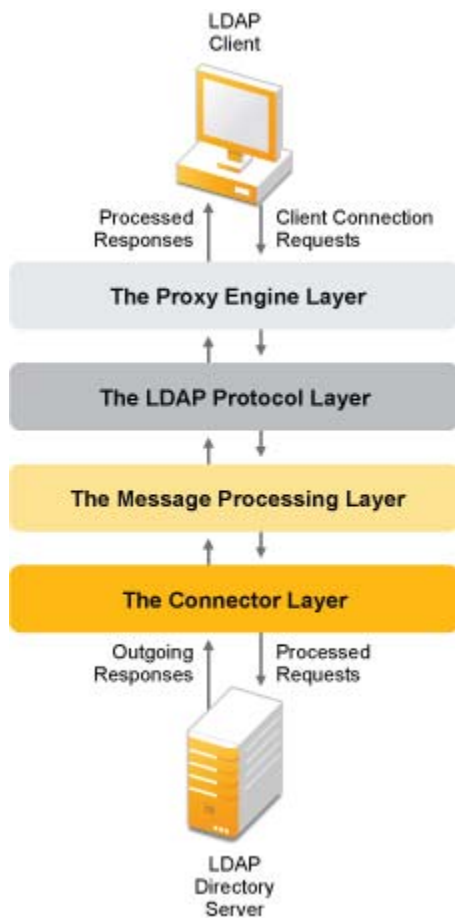 LDAP
Client
Processed
Responses
Client Connection
Requests
The Proxy Engine Layer
The LDAP Protocol Layer
The Message Processing Layer
The Connector Layer
Outgoing
Responses
Processed
Requests
LDAP
Directory
Server